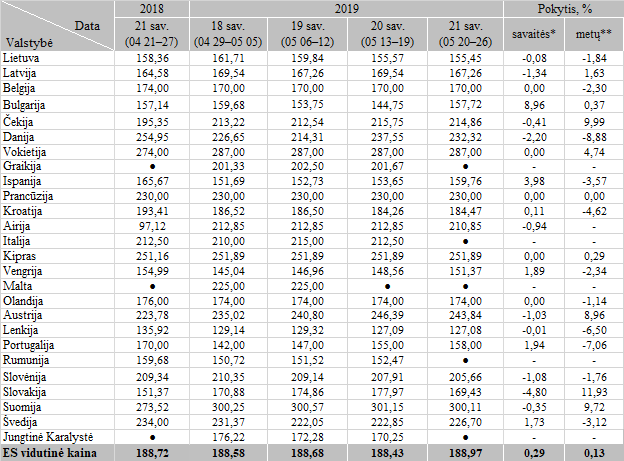 Data 2018 2019 Pokytis, %
Valstybė 21 sav. (04 21–27) 18 sav. (04 29–05 05) 19 sav. (05 06–12) 20 sav. (05 13–19) 21 sav. (05 20–26) savaitės* metų**
Lietuva 158,36 161,71 159,84 155,57 155,45 -0,08 -1,84
Latvija 164,58 169,54 167,26 169,54 167,26 -1,34 1,63
Belgija 174,00 170,00 170,00 170,00 170,00 0,00 -2,30
Bulgarija 157,14 159,68 153,75 144,75 157,72 8,96 0,37
Čekija 195,35 213,22 212,54 215,75 214,86 -0,41 9,99
Danija 254,95 226,65 214,31 237,55 232,32 -2,20 -8,88
Vokietija 274,00 287,00 287,00 287,00 287,00 0,00 4,74
Graikija ● 201,33 202,50 201,67 ● - -
Ispanija 165,67 151,69 152,73 153,65 159,76 3,98 -3,57
Prancūzija 230,00 230,00 230,00 230,00 230,00 0,00 0,00
Kroatija 193,41 186,52 186,50 184,26 184,47 0,11 -4,62
Airija 97,12 212,85 212,85 212,85 210,85 -0,94 -
Italija 212,50 210,00 215,00 212,50 ● - -
Kipras 251,16 251,89 251,89 251,89 251,89 0,00 0,29
Vengrija 154,99 145,04 146,96 148,56 151,37 1,89 -2,34
Malta ● 225,00 225,00 ● ● - -
Olandija 176,00 174,00 174,00 174,00 174,00 0,00 -1,14
Austrija 223,78 235,02 240,80 246,39 243,84 -1,03 8,96
Lenkija 135,92 129,14 129,32 127,09 127,08 -0,01 -6,50
Portugalija 170,00 142,00 147,00 155,00 158,00 1,94 -7,06
Rumunija 159,68 150,72 151,52 152,47 ● - -
Slovėnija 209,34 210,35 209,14 207,91 205,66 -1,08 -1,76
Slovakija 151,37 170,88 174,86 177,97 169,43 -4,80 11,93
Suomija 273,52 300,25 300,57 301,15 300,11 -0,35 9,72
Švedija 234,00 231,37 222,05 222,85 226,70 1,73 -3,12
Jungtinė Karalystė ● 176,22 172,28 170,25 ● - -
ES vidutinė kaina 188,72 188,58 188,68 188,43 188,97 0,29 0,13